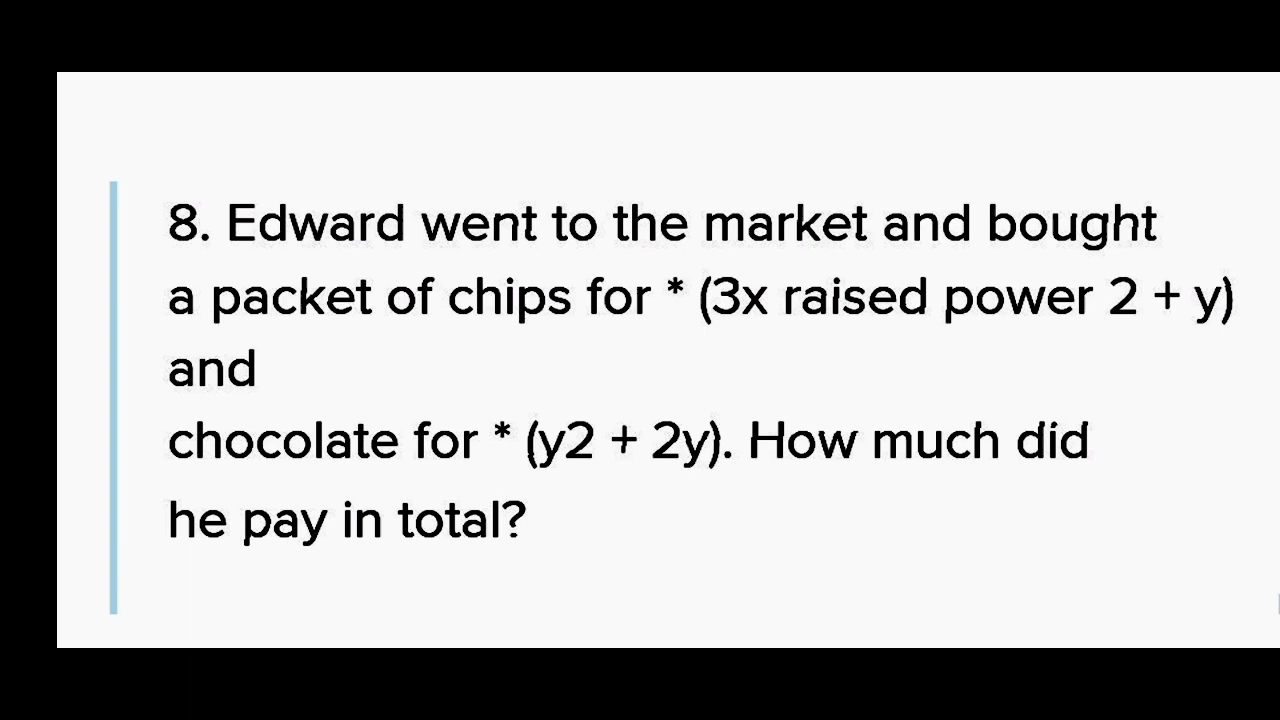 8. Edward went to the market and bought
a packet of chips for * (3x raised power 2 + y)
and
chocolate for * (y2 + 2y). How much did
he pay in total?